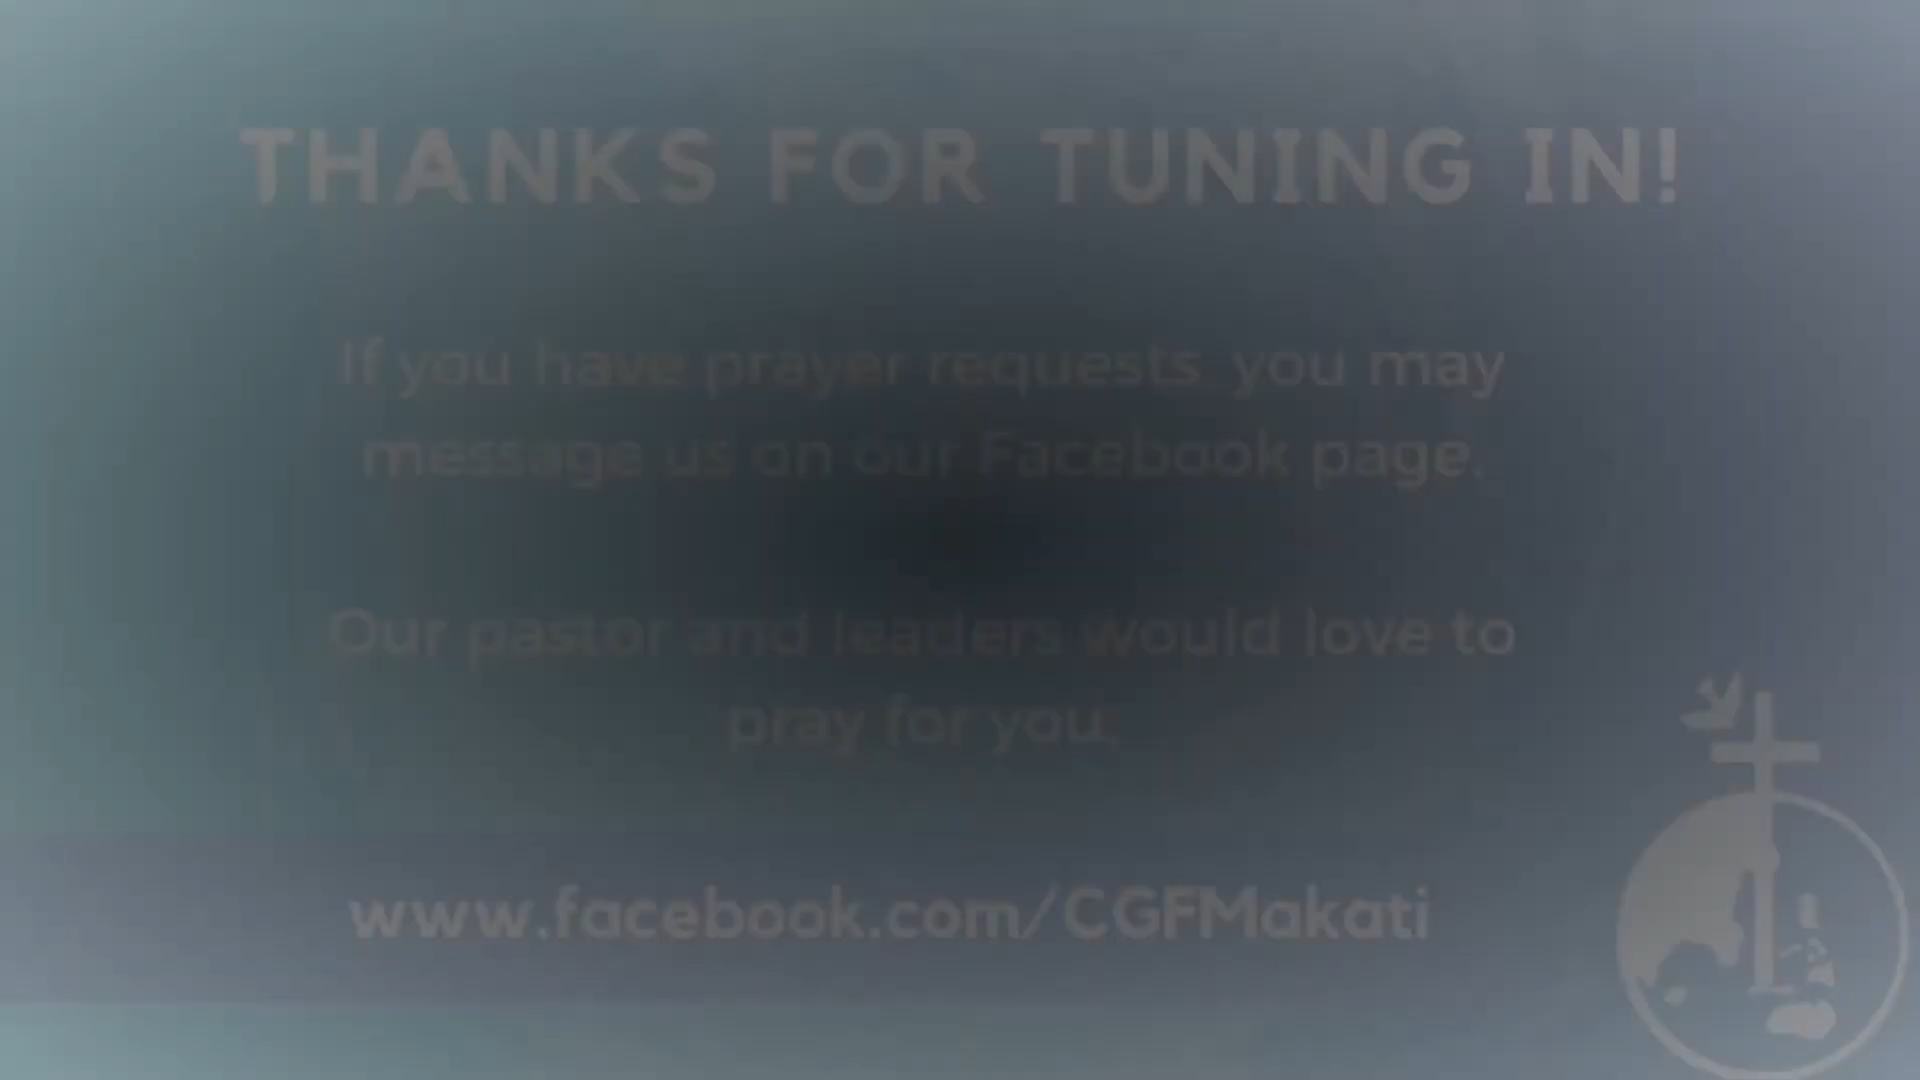 THANKS FOR TUNING IN!
If you have prayer requests, you may
message us on our Facebook page.
Our pastor and leaders would love to
pray for you.
www.facebook.com/CGFMakati